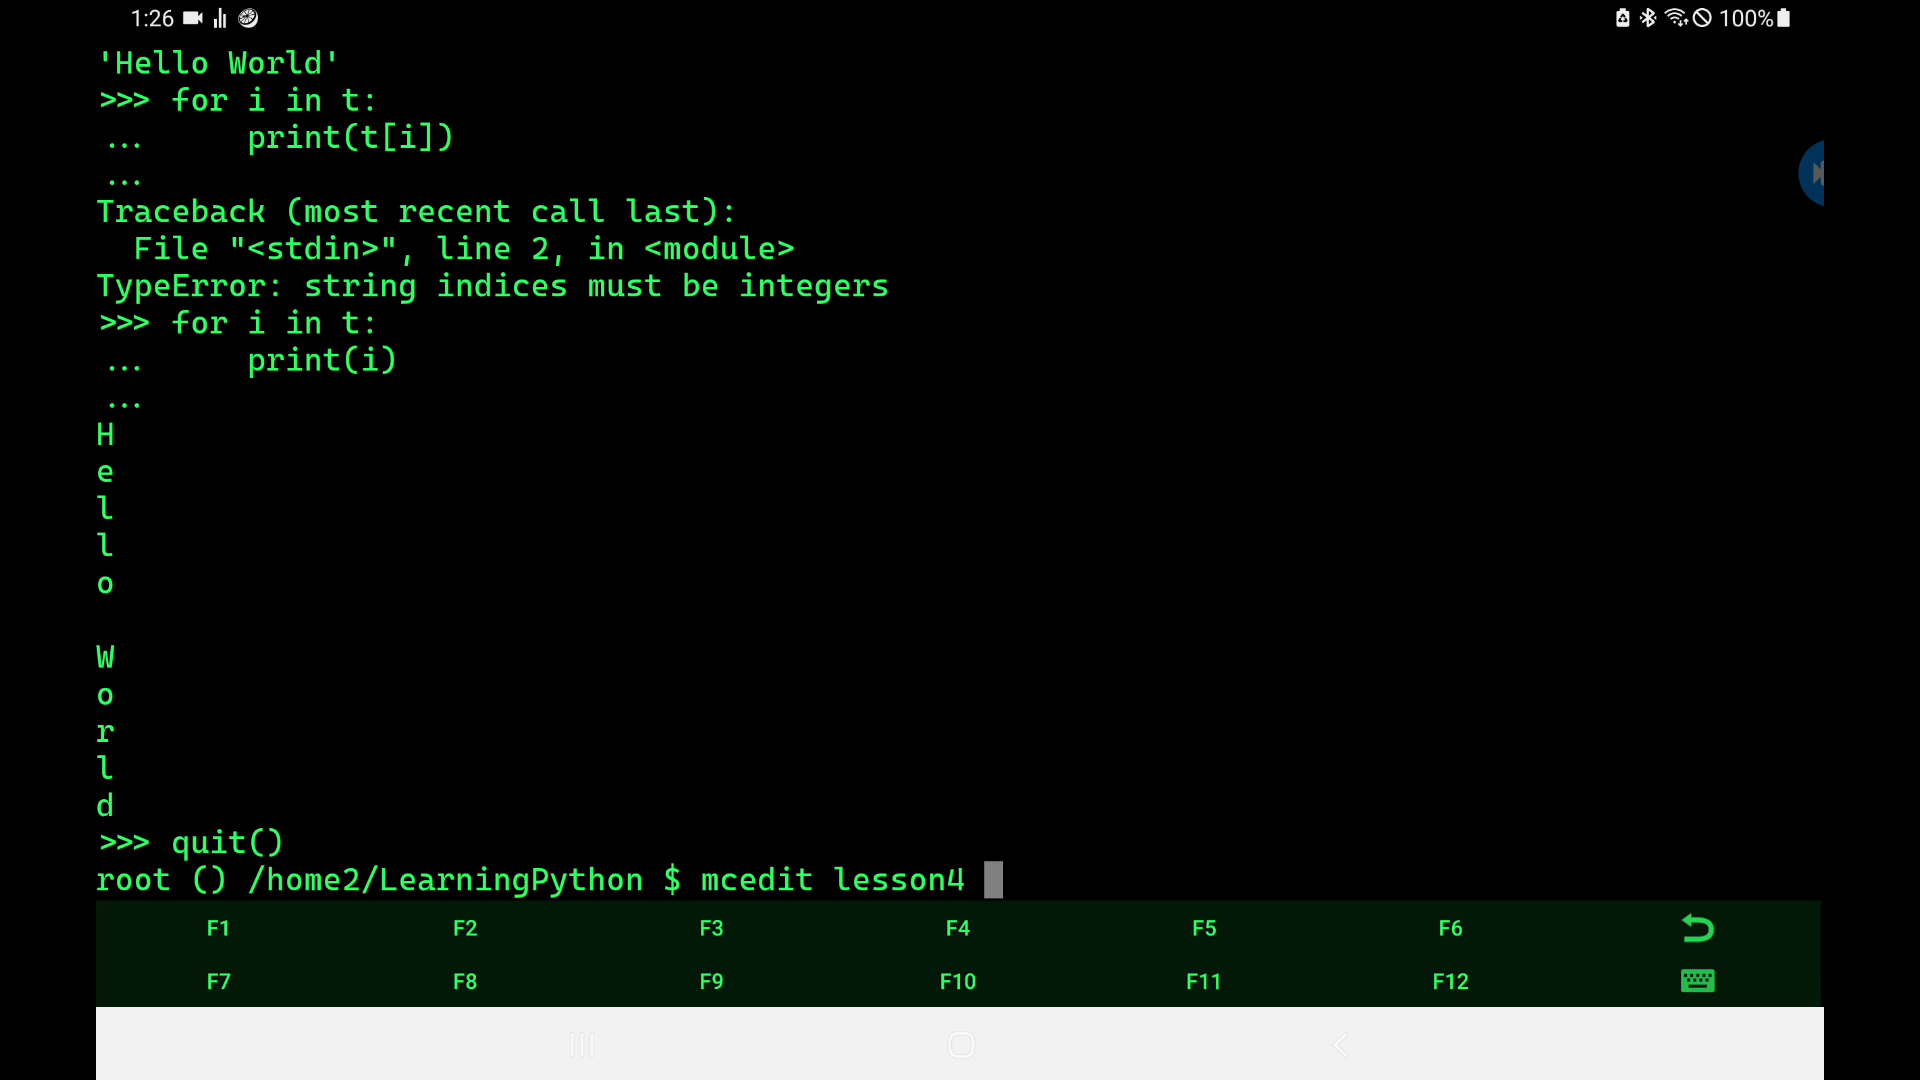 1:26 100%
'Hello World'
>>> for i in t:
...     print(t[i])
...
Traceback (most recent call last):
  File "<stdin>", line 2, in <module>
TypeError: string indices must be integers
>>> for i in t:
...     print(i)
...
H
e
l
l
o

W
o
r
l
d
>>> quit()
root () /home2/LearningPython $ mcedit lesson4
F1 F2 F3 F4 F5 F6
F7 F8 F9 F10 F11 F12